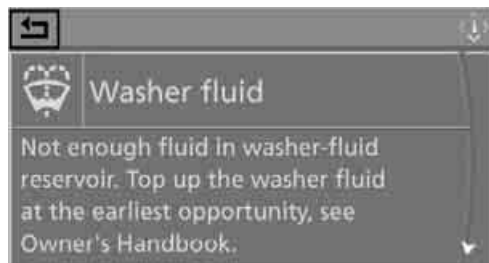 Washer fluid
Not enough fluid in washer-fluid
reservoir. Top up the washer fluid
at the earliest opportunity, see
Owner's Handbook.